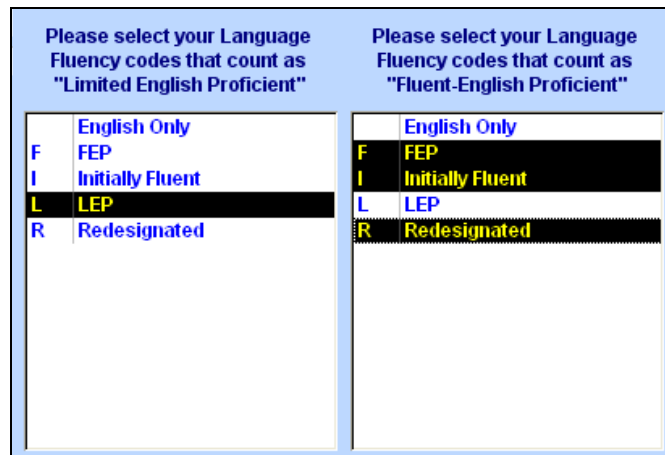 Please select your Language
Fluency codes that count as
"Limited English Proficient"
English Only
F FEP
I Initially Fluent
L LEP
R Redesignated
Please select your Language
Fluency codes that count as
"Fluent-English Proficient"
English Only
F FEP
I Initially Fluent
L LEP
R Redesignated